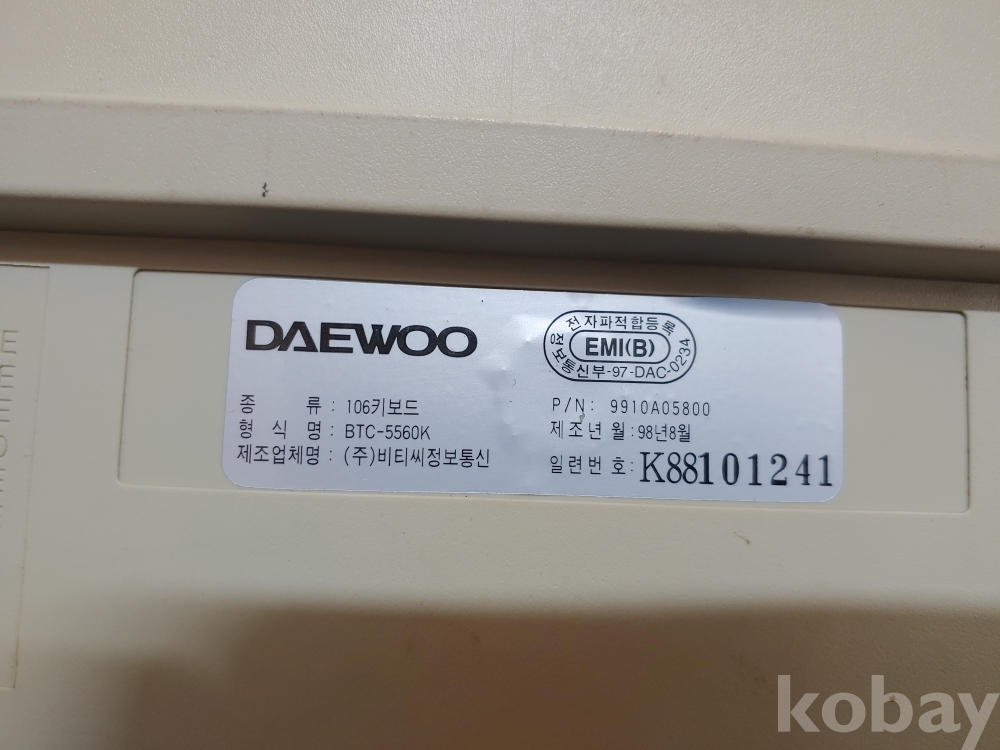 DAEWOO
전자파적합등록
EMI(B)
정보통신부-97-DAC-0234
종 류 : 106키보드
형 식 명 : BTC-5560K
제조업체명 : (주)비티씨정보통신
P/N: 9910A05800
제조년월 : 98년8월
일련번호 : K88101241
kobay